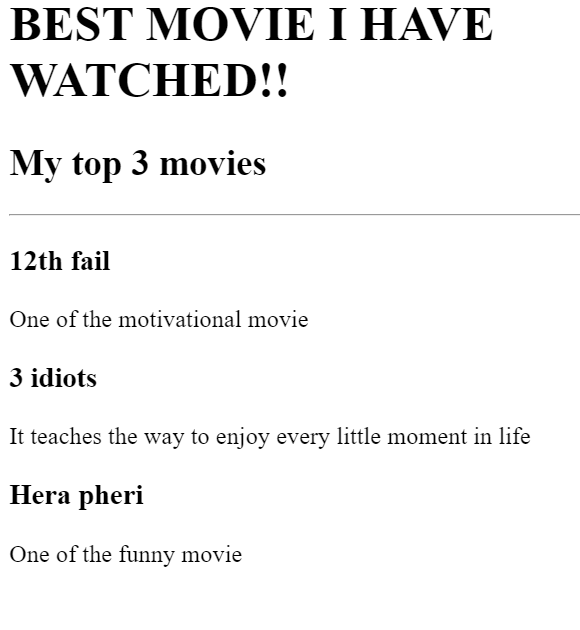 BEST MOVIE I HAVE
WATCHED!!
My top 3 movies
12th fail
One of the motivational movie
3 idiots
It teaches the way to enjoy every little moment in life
Hera pheri
One of the funny movie